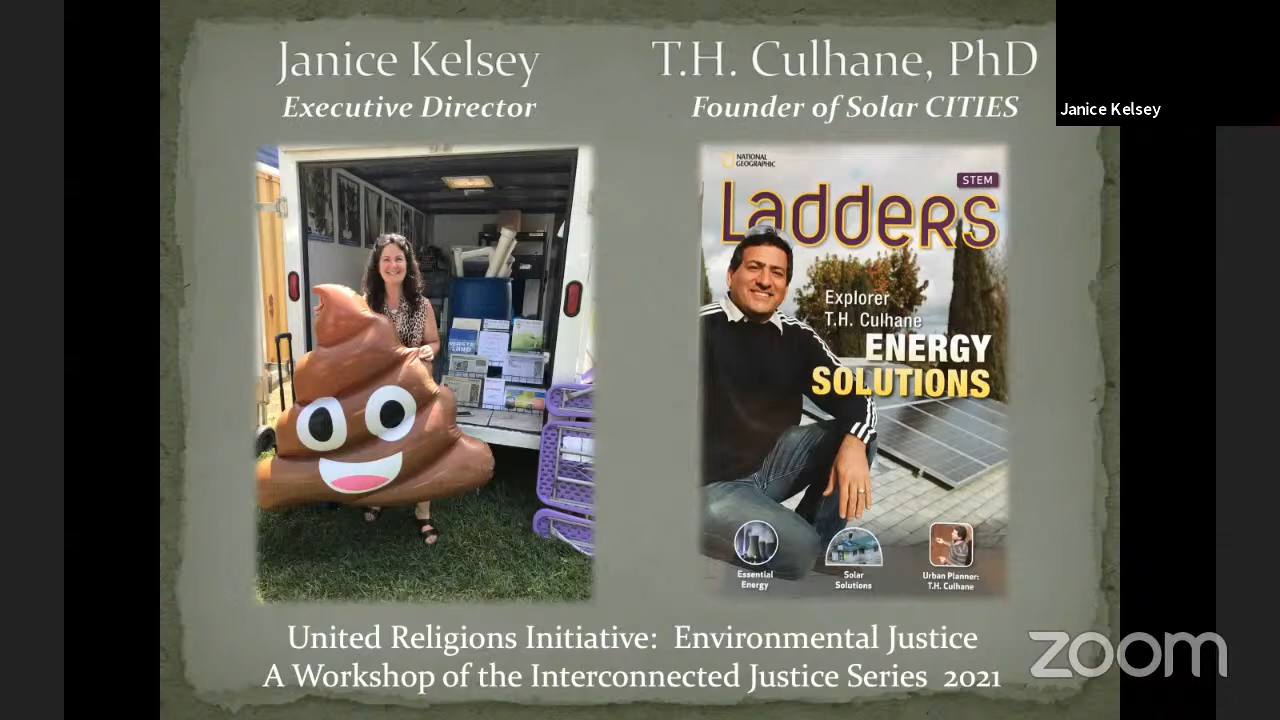 Janice Kelsey
Executive Director
T.H. Culhane, PhD
Founder of Solar CITIES
Janice Kelsey
NATIONAL
GEOGRAPHIC
STEM
Ladders
Explorer
T.H. Culhane
ENERGY
SOLUTIONS
Essential
Energy
Solar
Solutions
Urban Planner:
T.H. Culhane
United Religions Initiative:  Environmental Justice
A Workshop of the Interconnected Justice Series  2021
zoom